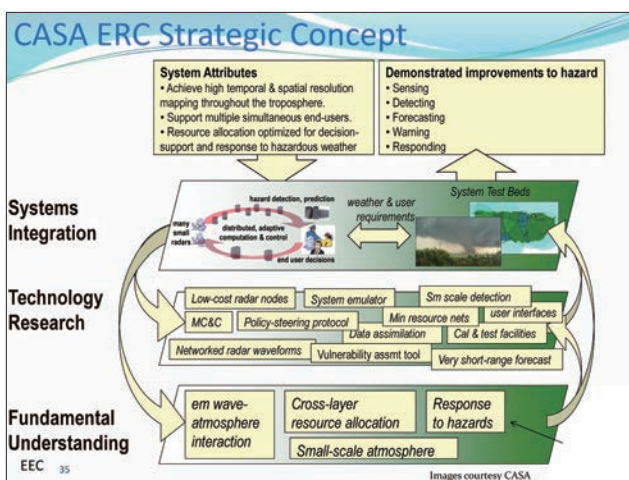 CASA ERC Strategic Concept
System Attributes
• Achieve high temporal & spatial resolution
mapping throughout the troposphere.
• Support multiple simultaneous end-users.
• Resource allocation optimized for decision-
support and response to hazardous weather
Demonstrated improvements to hazard
• Sensing
• Detecting
• Forecasting
• Warning
• Responding
Systems
Integration
hazard detection, prediction
many
small
radars
distributed, adaptive
computation & control
end user decisions
weather & user
requirements
System Test Beds
Technology
Research
Low-cost radar nodes
System emulator
Sm scale detection
MC&C
Policy-steering protocol
Min resource nets
user interfaces
Data assimilation
Cal & test facilities
Networked radar waveforms
Vulnerability assmt tool
Very short-range forecast
Fundamental
Understanding
em wave-
atmosphere
interaction
Cross-layer
resource allocation
Response
to hazards
Small-scale atmosphere
EEC
35
Images courtesy CASA